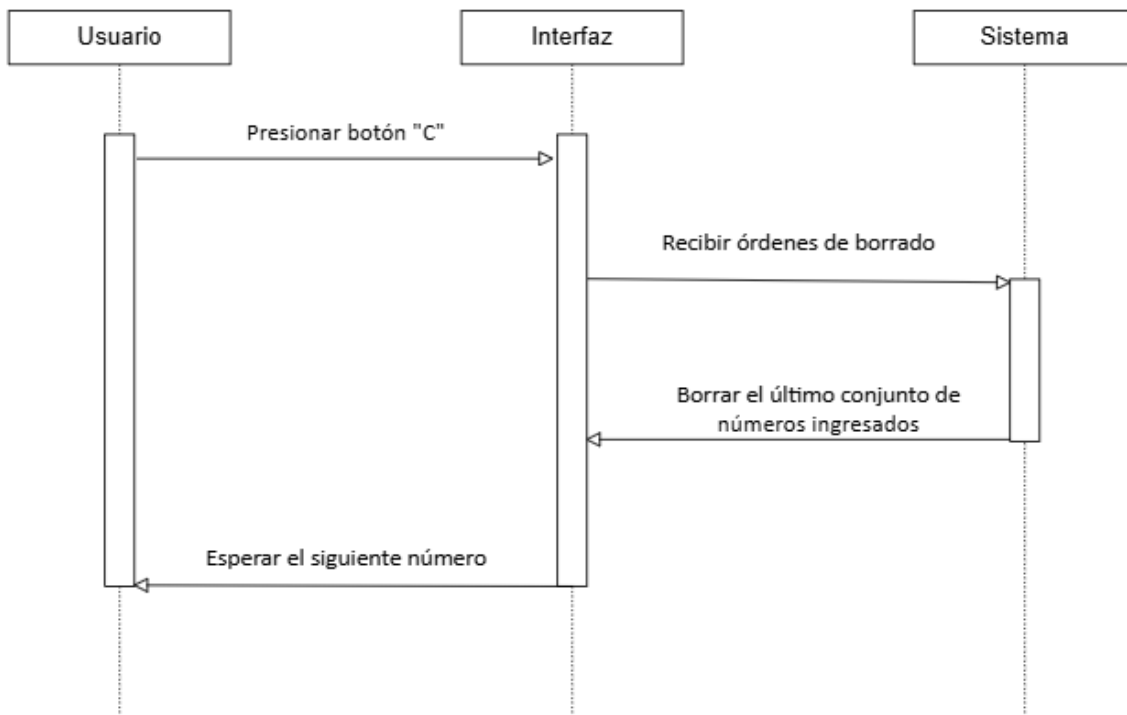 Usuario
Interfaz
Sistema
Presionar botón "C"
Recibir órdenes de borrado
Borrar el último conjunto de
números ingresados
Esperar el siguiente número